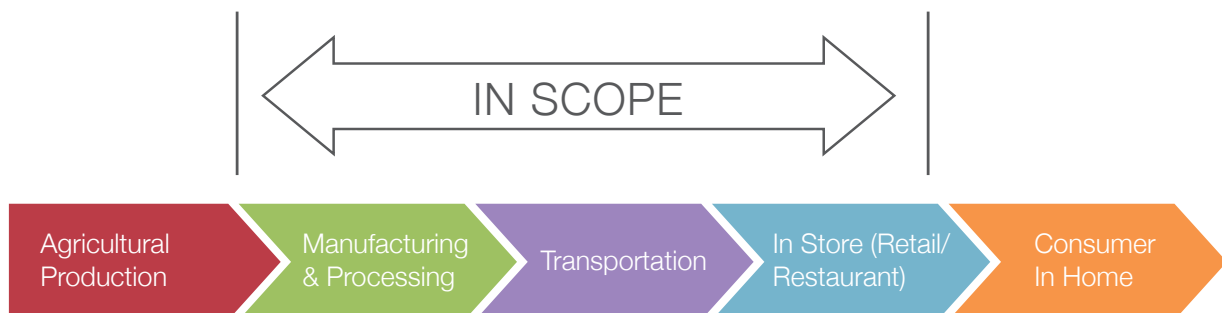 IN SCOPE
Agricultural
Production
Manufacturing
& Processing
Transportation
In Store (Retail/
Restaurant)
Consumer
In Home